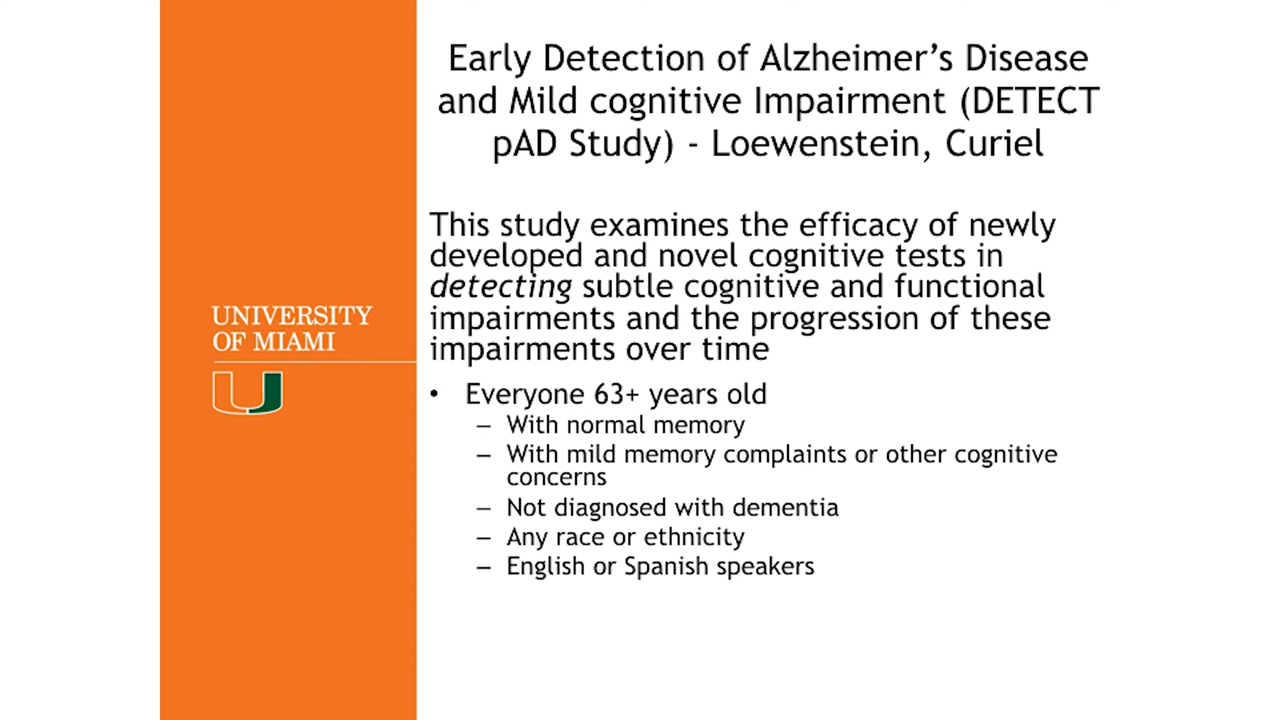 Early Detection of Alzheimer's Disease
and Mild cognitive Impairment (DETECT
pAD Study) - Loewenstein, Curiel
This study examines the efficacy of newly
developed and novel cognitive tests in
detecting subtle cognitive and functional
impairments and the progression of these
impairments over time
• Everyone 63+ years old
– With normal memory
– With mild memory complaints or other cognitive
concerns
– Not diagnosed with dementia
– Any race or ethnicity
– English or Spanish speakers
UNIVERSITY
OF MIAMI
U